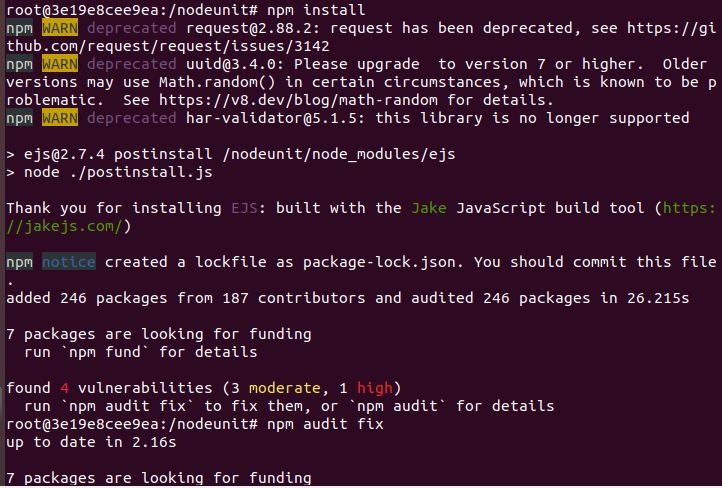 root@3e19e8cee9ea:/nodeunit# npm install
npm WARN deprecated request@2.88.2: request has been deprecated, see https://gi
thub.com/request/request/issues/3142
npm WARN deprecated uuid@3.4.0: Please upgrade  to version 7 or higher.  Older
versions may use Math.random() in certain circumstances, which is known to be p
roblematic.  See https://v8.dev/blog/math-random for details.
npm WARN deprecated har-validator@5.1.5: this library is no longer supported
> ejs@2.7.4 postinstall /nodeunit/node_modules/ejs
> node ./postinstall.js
Thank you for installing EJS: built with the Jake JavaScript build tool (https:
//jakejs.com/)
npm notice created a lockfile as package-lock.json. You should commit this file
.
added 246 packages from 187 contributors and audited 246 packages in 26.215s
7 packages are looking for funding
  run `npm fund` for details
found 4 vulnerabilities (3 moderate, 1 high)
  run `npm audit fix` to fix them, or `npm audit` for details
root@3e19e8cee9ea:/nodeunit# npm audit fix
up to date in 2.16s
7 packages are looking for funding